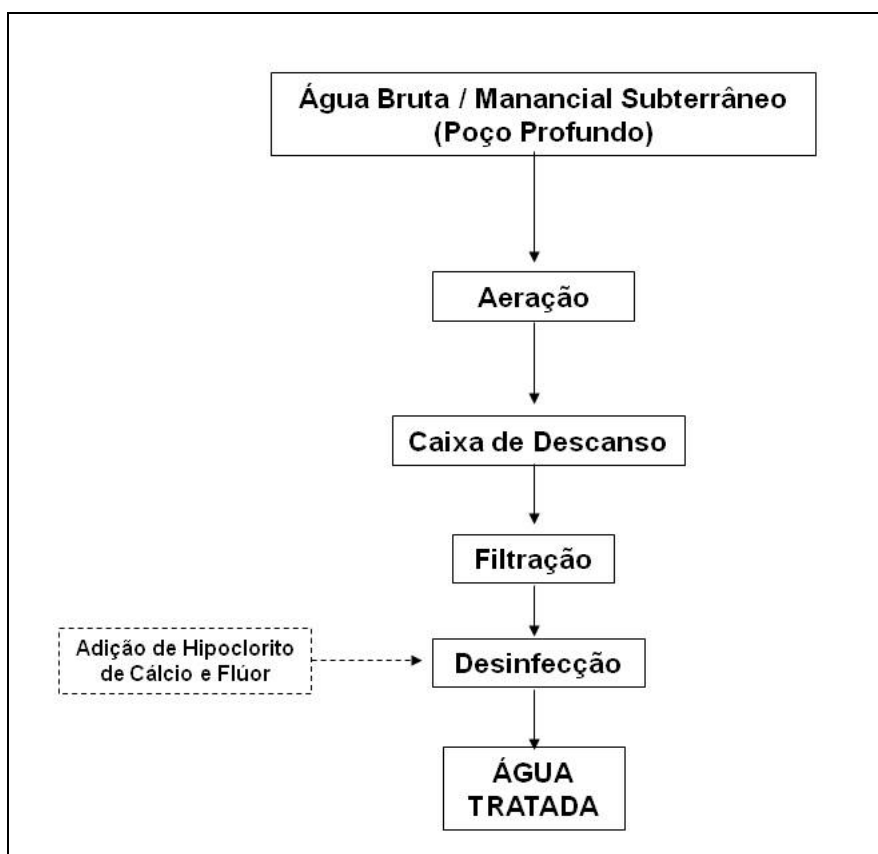 Água Bruta / Manancial Subterrâneo
(Poço Profundo)
Aeração
Caixa de Descanso
Filtração
Adição de Hipoclorito
de Cálcio e Flúor
Desinfecção
ÁGUA
TRATADA